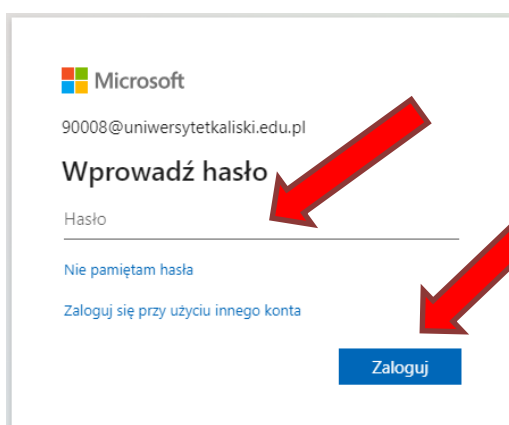 Microsoft
90008@uniwersytetkaliski.edu.pl
Wprowadź hasło
Hasło
Nie pamiętam hasła
Zaloguj się przy użyciu innego konta
Zaloguj